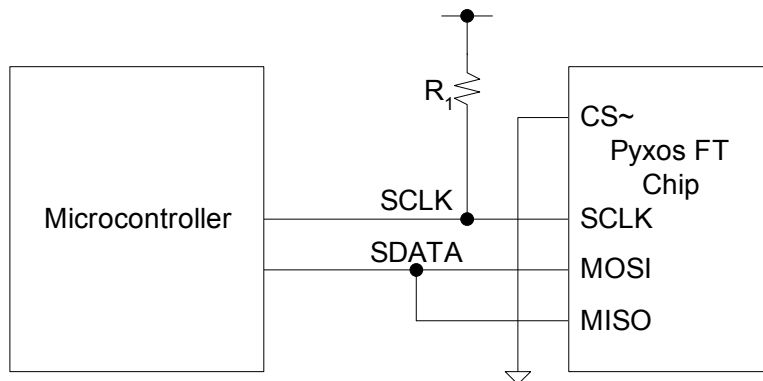 R1
CS~
Pyxos FT
Chip
Microcontroller
SCLK
SCLK
SDATA
MOSI
MISO